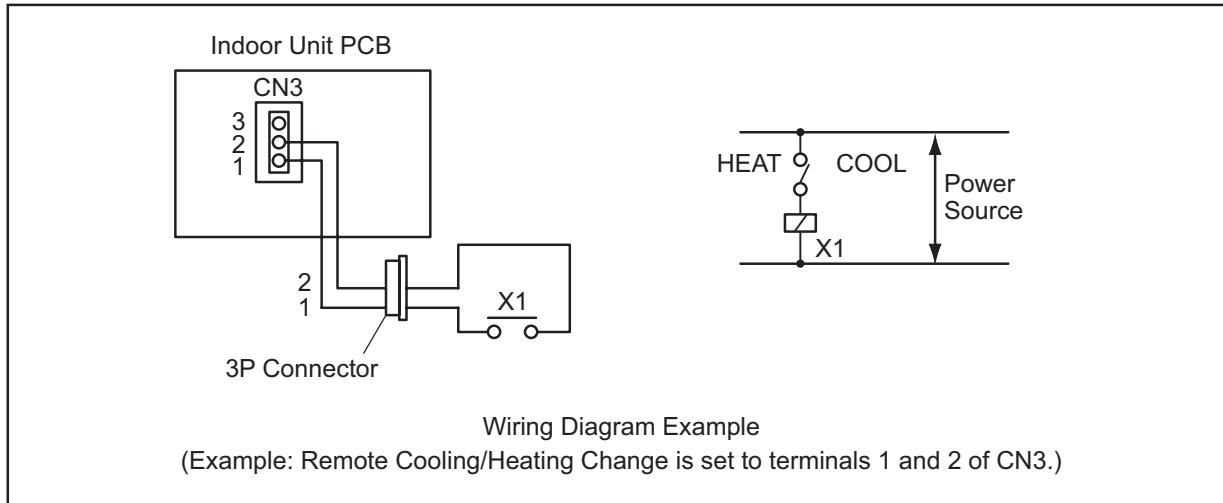 Indoor Unit PCB
CN3
3
2
1
2
1
X1
3P Connector
HEAT
COOL
Power
Source
X1
Wiring Diagram Example
(Example: Remote Cooling/Heating Change is set to terminals 1 and 2 of CN3.)